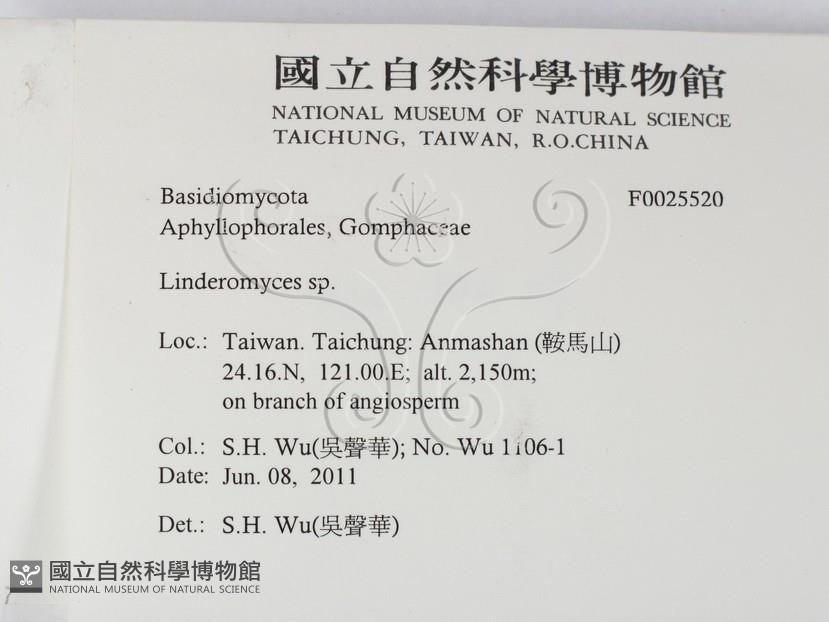 國立自然科學博物館
NATIONAL MUSEUM OF NATURAL SCIENCE
TAICHUNG, TAIWAN, R.O.CHINA
Basidiomycota F0025520
Aphyllophorales, Gomphaceae
Linderomyces sp.
Loc.: Taiwan. Taichung: Anmashan (鞍馬山)
24.16.N, 121.00.E; alt. 2,150m;
on branch of angiosperm
Col.: S.H. Wu(吳聲華); No. Wu 1106-1
Date: Jun. 08, 2011
Det.: S.H. Wu(吳聲華)
國立自然科學博物館
NATIONAL MUSEUM OF NATURAL SCIENCE